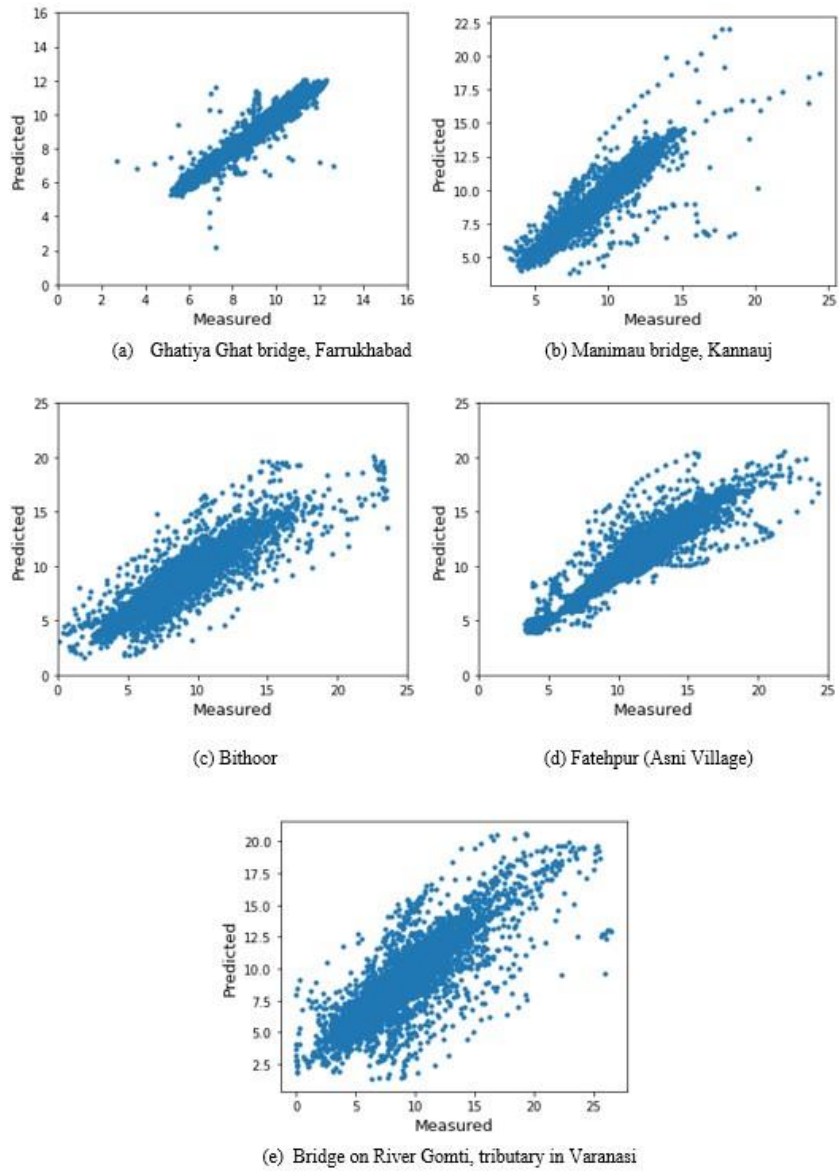 16
14
12
10
8
6
4
2
0
Predicted
0 2 4 6 8 10 12 14 16
Measured
(a) Ghatiya Ghat bridge, Farrukhabad
22.5
20.0
17.5
15.0
12.5
10.0
7.5
5.0
Predicted
5 10 15 20 25
Measured
(b) Manimau bridge, Kannauj
25
20
15
10
5
0
Predicted
0 5 10 15 20 25
Measured
(c) Bithoor
25
20
15
10
5
0
Predicted
0 5 10 15 20 25
Measured
(d) Fatehpur (Asni Village)
20.0
17.5
15.0
12.5
10.0
7.5
5.0
2.5
Predicted
0 5 10 15 20 25
Measured
(e) Bridge on River Gomti, tributary in Varanasi